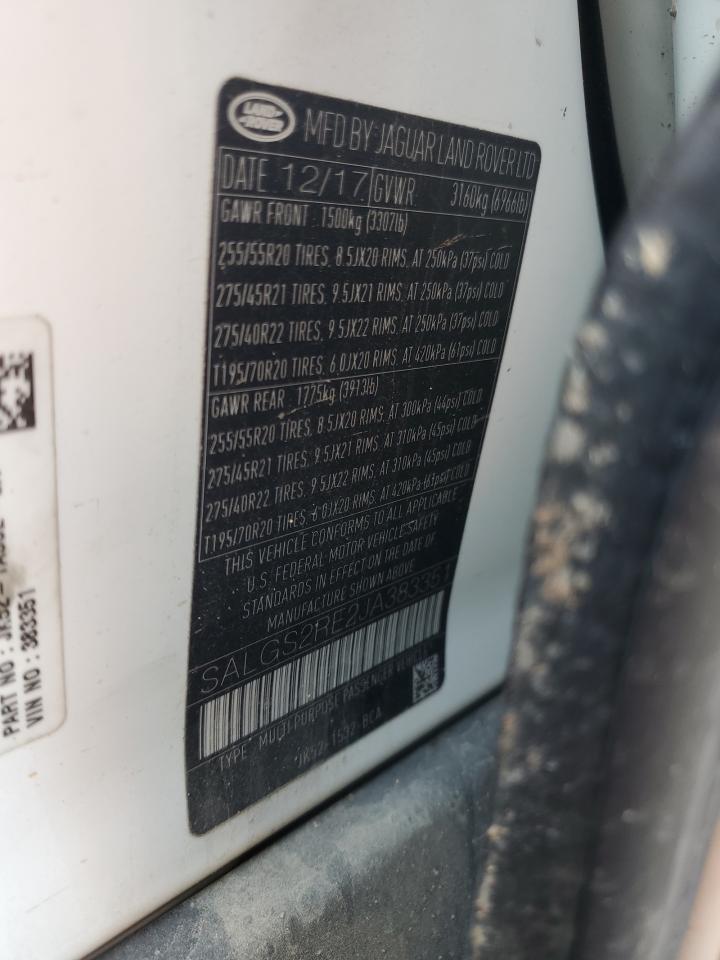 LAND
ROVER
MFD BY JAGUAR LAND ROVER LTD
DATE: 12/17 GVWR: 3160kg (6966lb)
GAWR FRONT: 1500kg (3307lb)
255/55R20 TIRES, 8.5JX20 RIMS, AT 250kPa (37psi) COLD
275/45R21 TIRES, 9.5JX21 RIMS, AT 250kPa (37psi) COLD
275/40R22 TIRES, 9.5JX22 RIMS, AT 250kPa (37psi) COLD
T195/70R20 TIRES, 6.0JX20 RIMS, AT 420kPa (61psi) COLD
GAWR REAR: 1775kg (3913lb)
255/55R20 TIRES, 8.5JX20 RIMS, AT 300kPa (44psi) COLD
275/45R21 TIRES, 9.5JX21 RIMS, AT 310kPa (45psi) COLD
275/40R22 TIRES, 9.5JX22 RIMS, AT 310kPa (45psi) COLD
T195/70R20 TIRES, 6.0JX20 RIMS, AT 420kPa (61psi) COLD
THIS VEHICLE CONFORMS TO ALL APPLICABLE
U.S. FEDERAL MOTOR VEHICLE SAFETY
STANDARDS IN EFFECT ON THE DATE OF
MANUFACTURE SHOWN ABOVE
SALGS2RE2JA383351
TYPE: MULTI-PURPOSE PASSENGER VEHICLE
JK52-1532-BCA
PART NO: JK52-
VIN NO: 383351